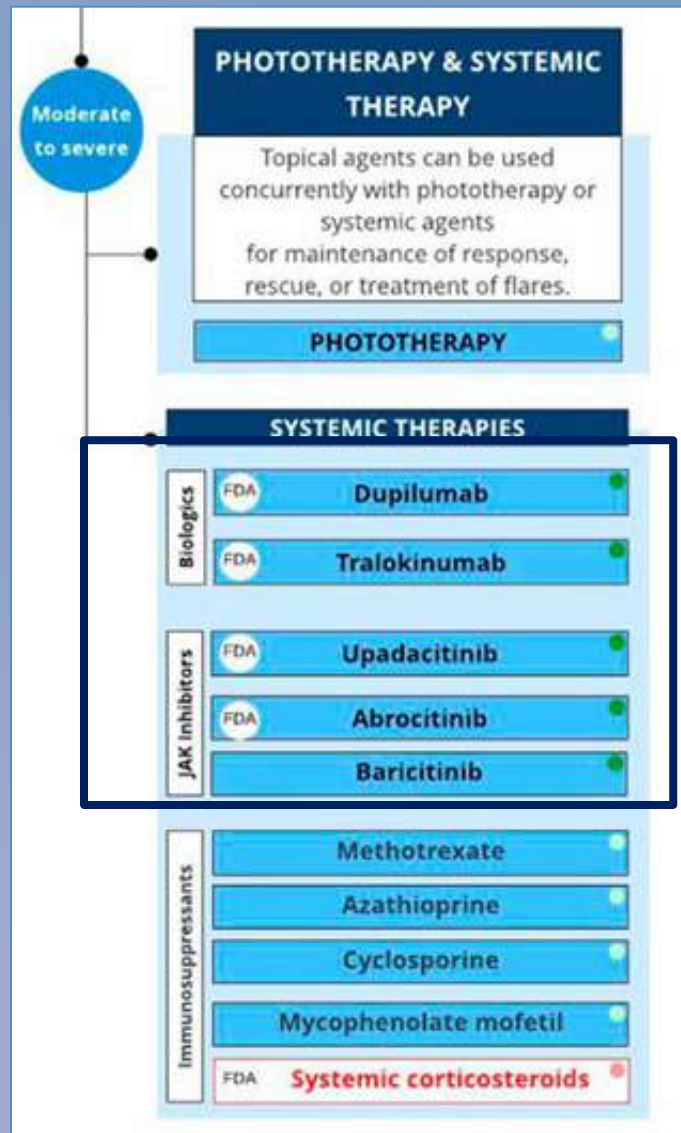 Moderate
to severe
PHOTOTHERAPY & SYSTEMIC
THERAPY
Topical agents can be used
concurrently with phototherapy or
systemic agents
for maintenance of response,
rescue, or treatment of flares.
PHOTOTHERAPY
SYSTEMIC THERAPIES
Biologics
FDA Dupilumab
FDA Tralokinumab
JAK Inhibitors
FDA Upadacitinib
FDA Abrocitinib
Baricitinib
Immunosuppressants
Methotrexate
Azathioprine
Cyclosporine
Mycophenolate mofetil
FDA Systemic corticosteroids